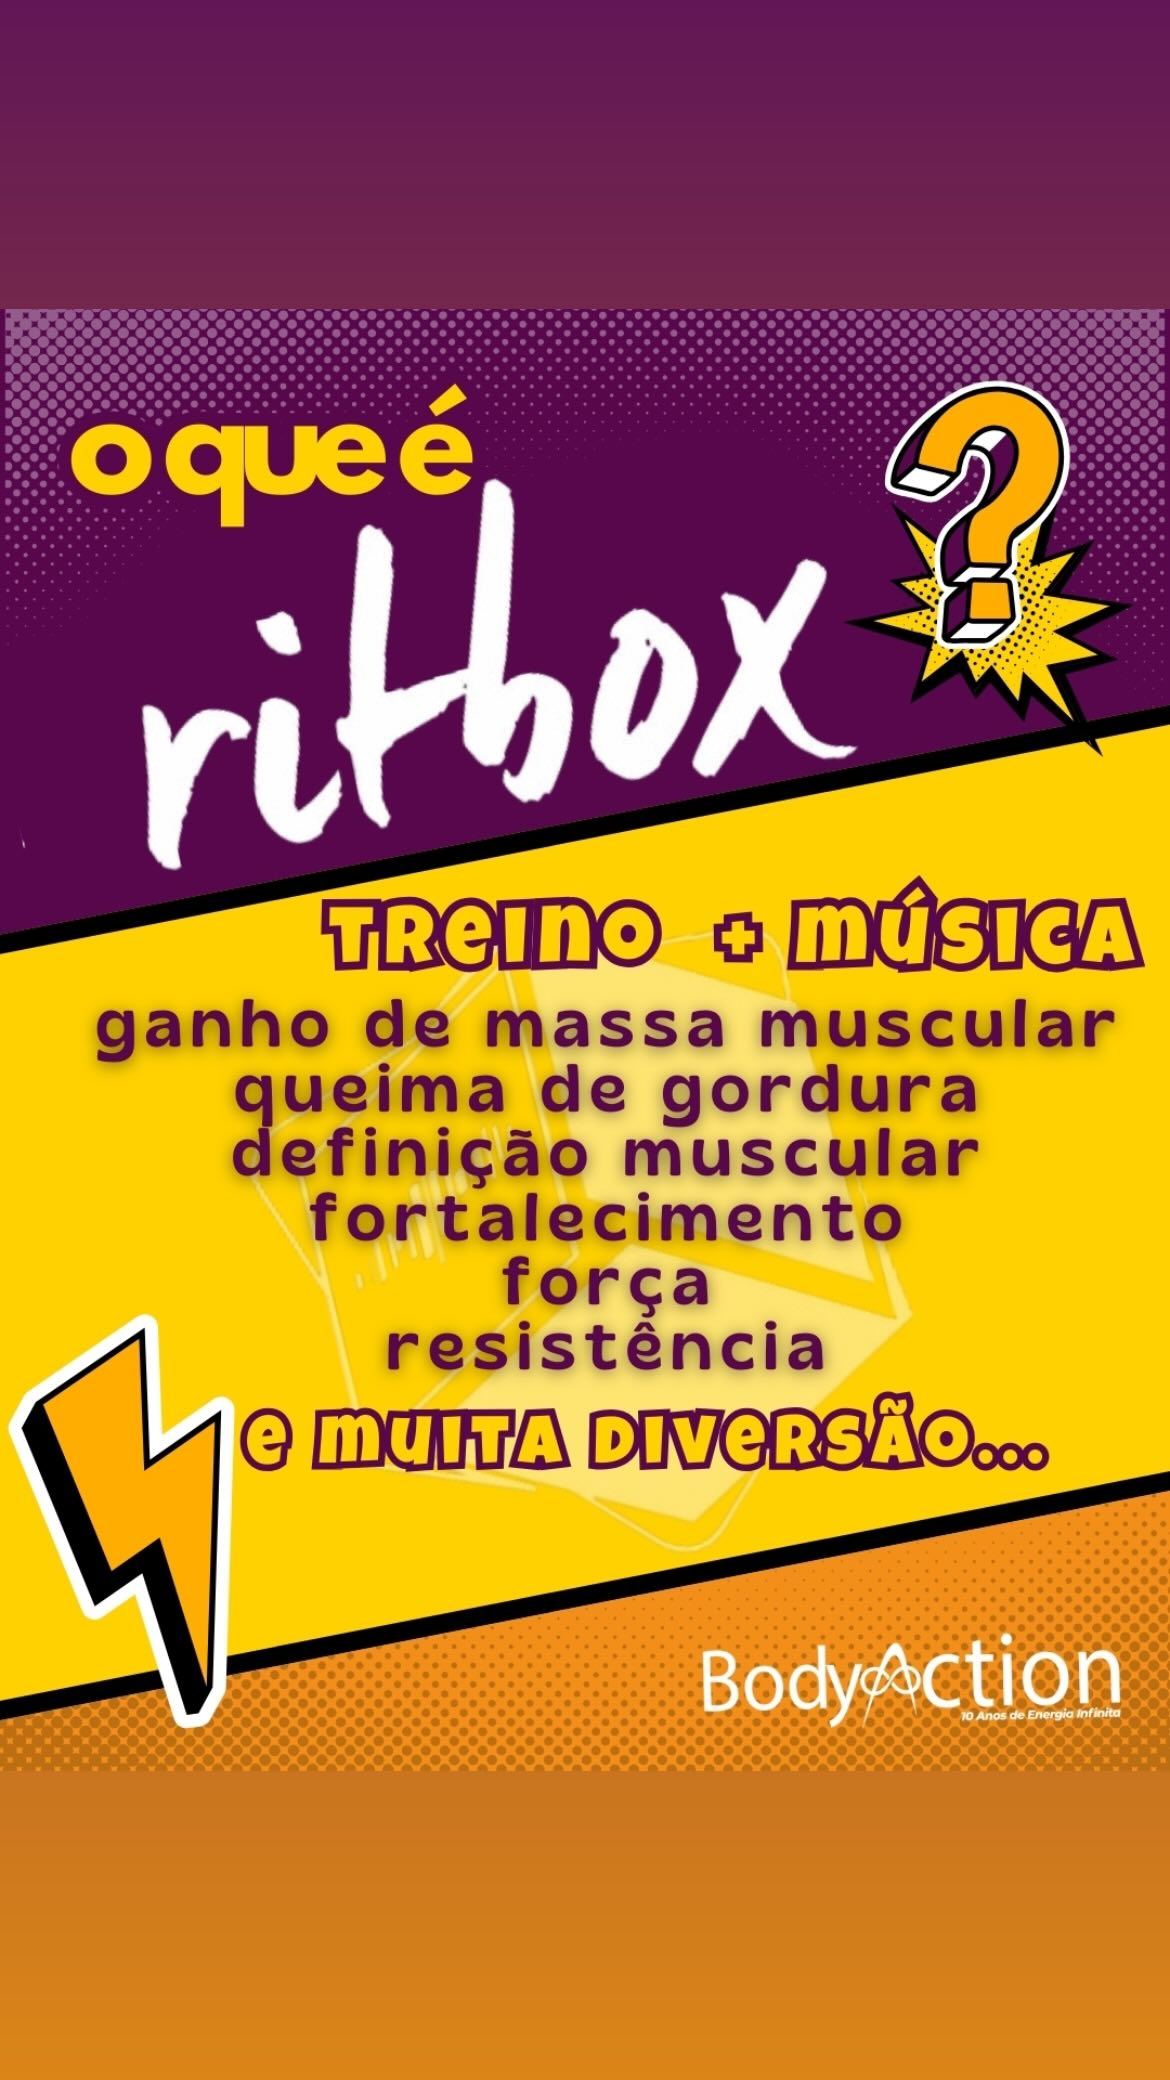 o que é
ritbox
?
TREINO + MÚSICA
ganho de massa muscular
queima de gordura
definição muscular
fortalecimento
força
resistência
e MUITA DIVERSÃO...
BodyAction
10 Anos de Energia Infinita